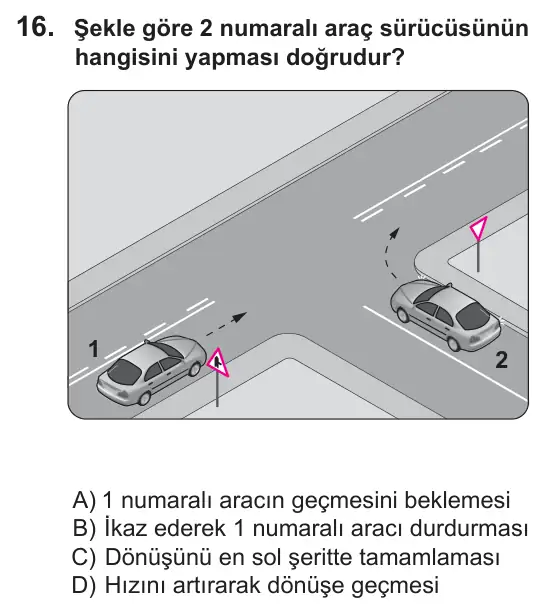 16. Şekle göre 2 numaralı araç sürücüsünün
hangisini yapması doğrudur?
1
2
A) 1 numaralı aracın geçmesini beklemesi
B) İkaz ederek 1 numaralı aracı durdurması
C) Dönüşünü en sol şeritte tamamlaması
D) Hızını artırarak dönüşe geçmesi